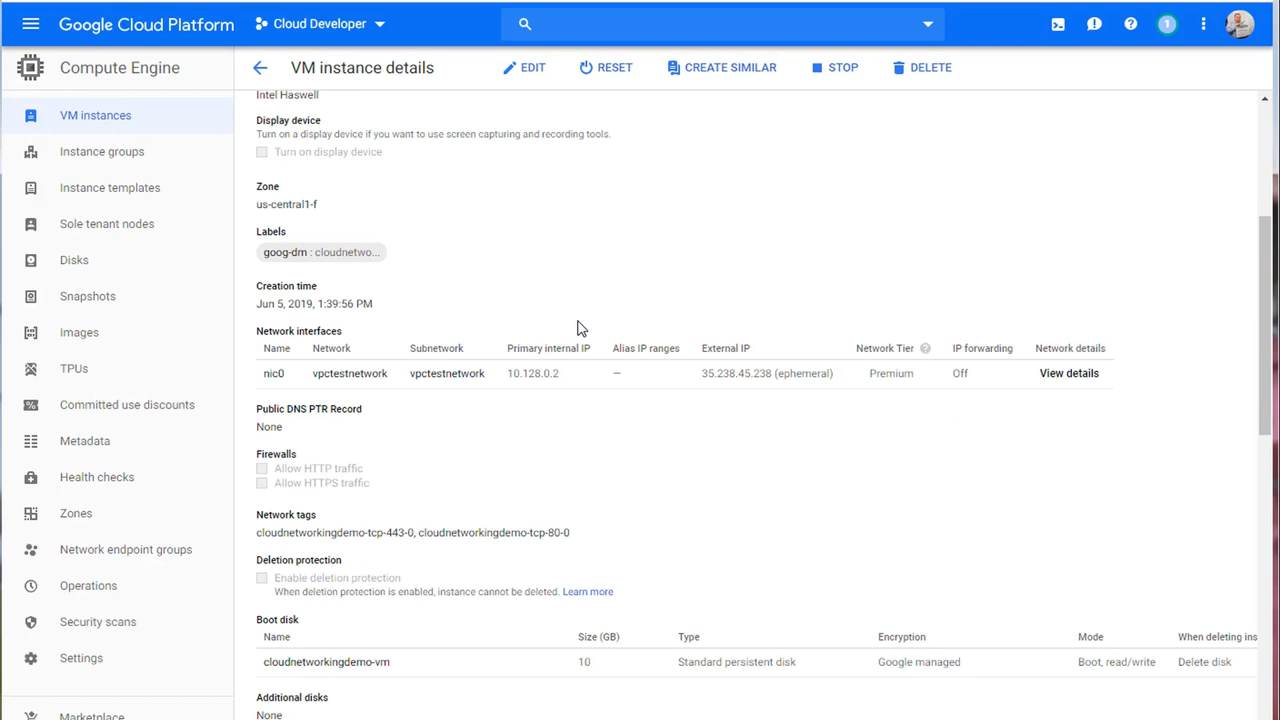 Google Cloud Platform
Cloud Developer
1
Compute Engine
VM instance details
EDIT
RESET
CREATE SIMILAR
STOP
DELETE
VM instances
Instance groups
Instance templates
Sole tenant nodes
Disks
Snapshots
Images
TPUs
Committed use discounts
Metadata
Health checks
Zones
Network endpoint groups
Operations
Security scans
Settings
Marketplace
Intel Haswell
Display device
Turn on a display device if you want to use screen capturing and recording tools.
Turn on display device
Zone
us-central1-f
Labels
goog-dm : cloudnetwo...
Creation time
Jun 5, 2019, 1:39:56 PM
Network interfaces
Name Network Subnetwork Primary internal IP Alias IP ranges External IP Network Tier IP forwarding Network details
nic0 vpctestnetwork vpctestnetwork 10.128.0.2 — 35.238.45.238 (ephemeral) Premium Off View details
Public DNS PTR Record
None
Firewalls
Allow HTTP traffic
Allow HTTPS traffic
Network tags
cloudnetworkingdemo-tcp-443-0, cloudnetworkingdemo-tcp-80-0
Deletion protection
Enable deletion protection
When deletion protection is enabled, instance cannot be deleted. Learn more
Boot disk
Name Size (GB) Type Encryption Mode When deleting ins
cloudnetworkingdemo-vm 10 Standard persistent disk Google managed Boot, read/write Delete disk
Additional disks
None